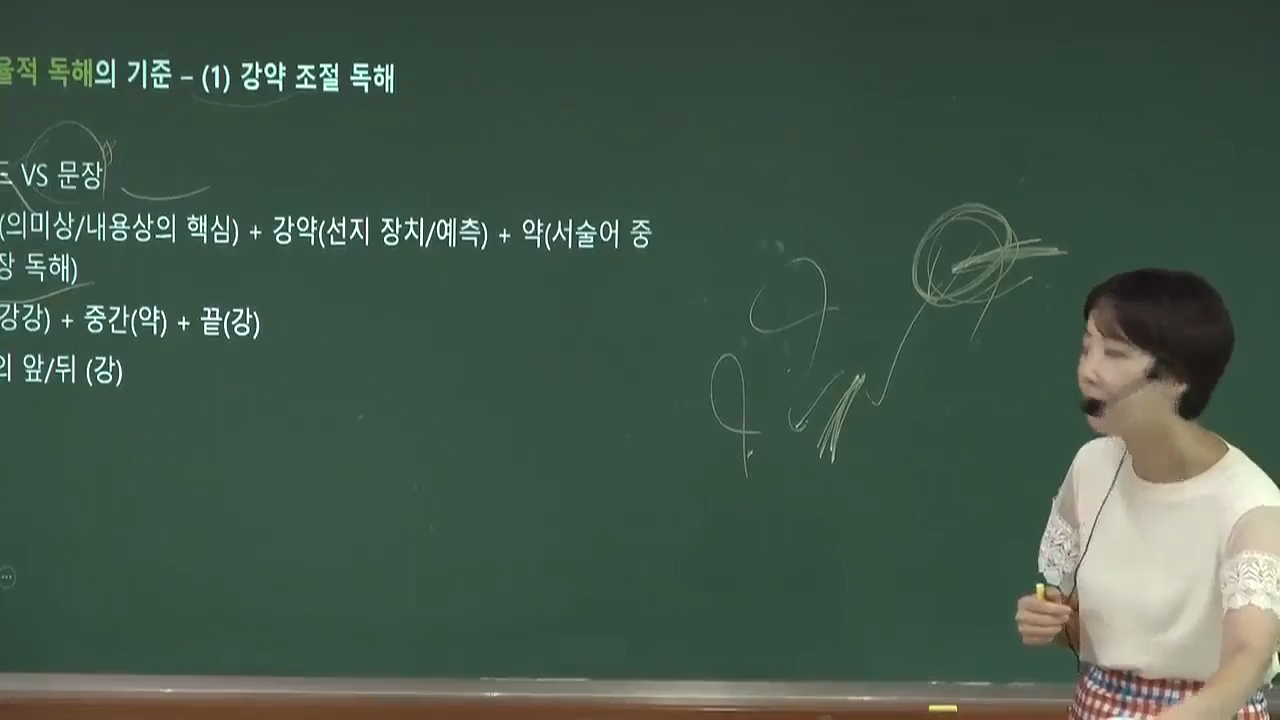 율적 독해의 기준 – (1) 강약 조절 독해
VS 문장
(의미상/내용상의 핵심) + 강약(선지 장치/예측) + 약(서술어 중
장 독해)
강강) + 중간(약) + 끝(강)
의 앞/뒤 (강)